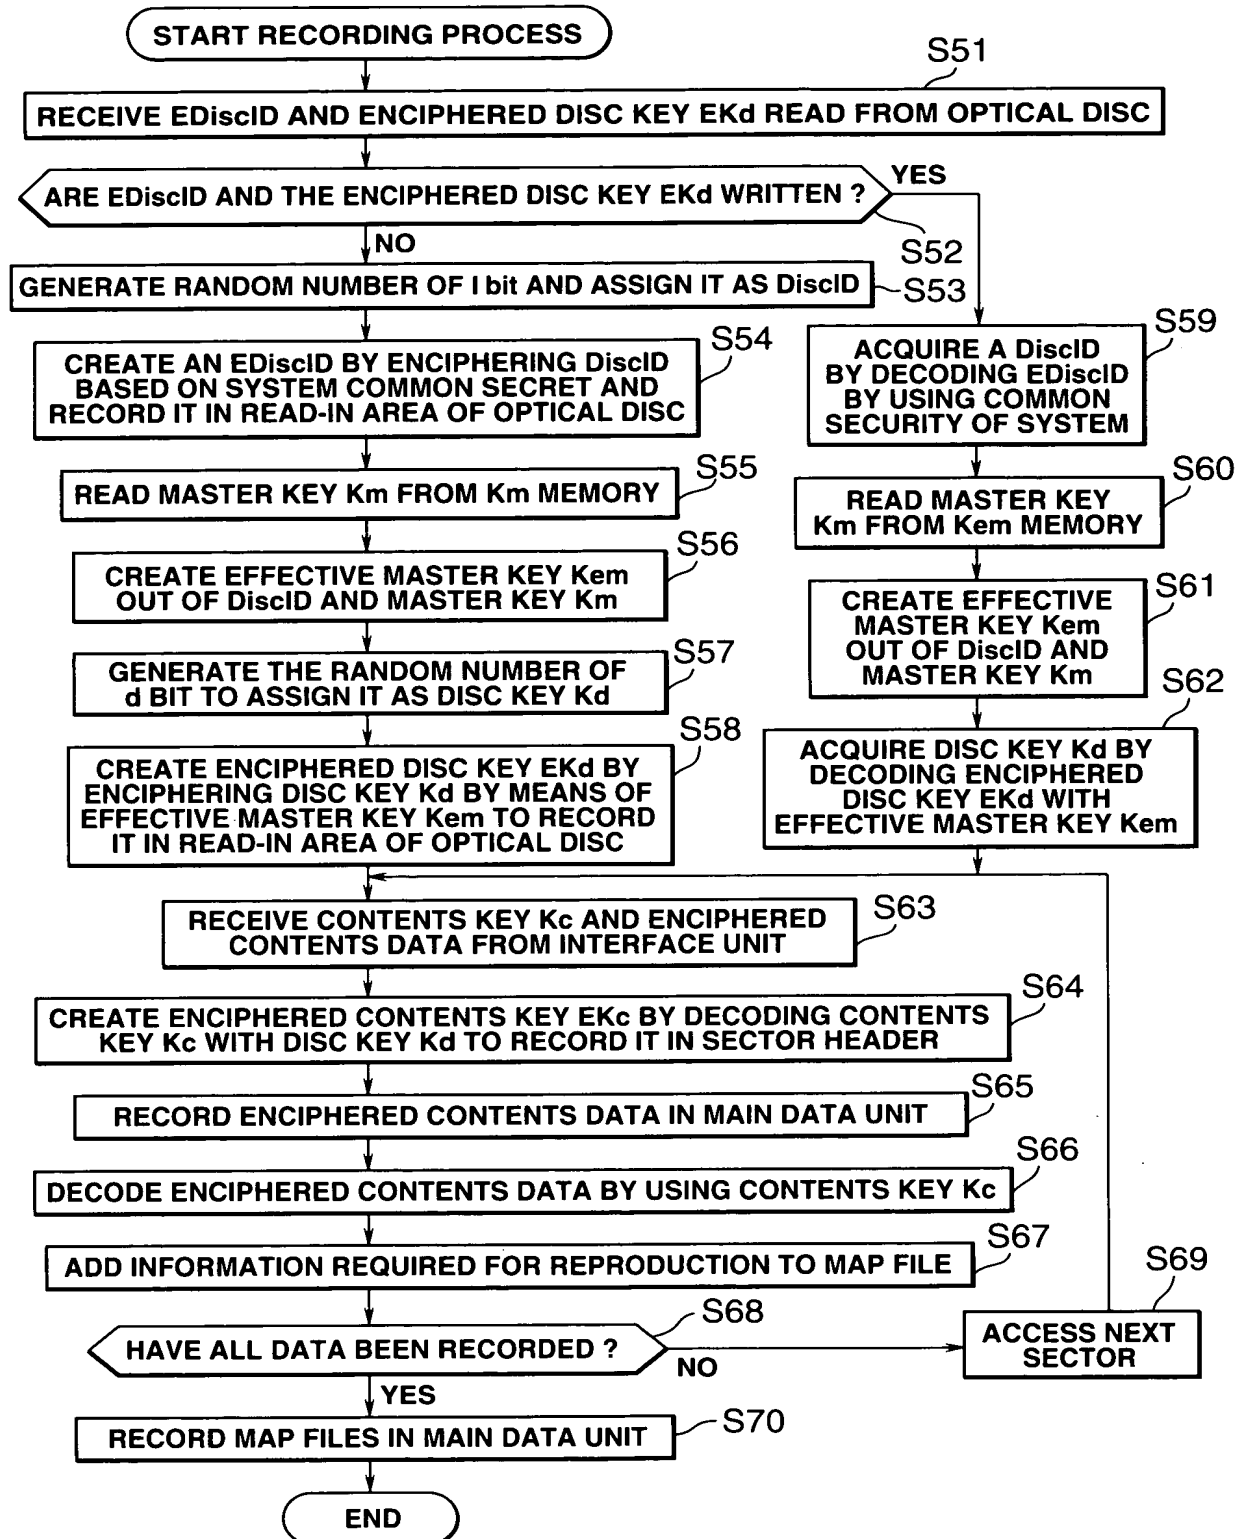 START RECORDING PROCESS
S51
RECEIVE EDiscID AND ENCIPHERED DISC KEY EKd READ FROM OPTICAL DISC
ARE EDiscID AND THE ENCIPHERED DISC KEY EKd WRITTEN ?
YES
S52
NO
GENERATE RANDOM NUMBER OF l bit AND ASSIGN IT AS DiscID
S53
S54
CREATE AN EDiscID BY ENCIPHERING DiscID
BASED ON SYSTEM COMMON SECRET AND
RECORD IT IN READ-IN AREA OF OPTICAL DISC
S55
READ MASTER KEY Km FROM Km MEMORY
S56
CREATE EFFECTIVE MASTER KEY Kem
OUT OF DiscID AND MASTER KEY Km
S57
GENERATE THE RANDOM NUMBER OF
d BIT TO ASSIGN IT AS DISC KEY Kd
S58
CREATE ENCIPHERED DISC KEY EKd BY
ENCIPHERING DISC KEY Kd BY MEANS OF
EFFECTIVE MASTER KEY Kem TO RECORD
IT IN READ-IN AREA OF OPTICAL DISC
S59
ACQUIRE A DiscID
BY DECODING EDiscID
BY USING COMMON
SECURITY OF SYSTEM
S60
READ MASTER KEY
Km FROM Kem MEMORY
S61
CREATE EFFECTIVE
MASTER KEY Kem
OUT OF DiscID AND
MASTER KEY Km
S62
ACQUIRE DISC KEY Kd BY
DECODING ENCIPHERED
DISC KEY EKd WITH
EFFECTIVE MASTER KEY Kem
S63
RECEIVE CONTENTS KEY Kc AND ENCIPHERED
CONTENTS DATA FROM INTERFACE UNIT
S64
CREATE ENCIPHERED CONTENTS KEY EKc BY DECODING CONTENTS
KEY Kc WITH DISC KEY Kd TO RECORD IT IN SECTOR HEADER
S65
RECORD ENCIPHERED CONTENTS DATA IN MAIN DATA UNIT
S66
DECODE ENCIPHERED CONTENTS DATA BY USING CONTENTS KEY Kc
S67
ADD INFORMATION REQUIRED FOR REPRODUCTION TO MAP FILE
S68
HAVE ALL DATA BEEN RECORDED ?
NO
S69
ACCESS NEXT
SECTOR
YES
RECORD MAP FILES IN MAIN DATA UNIT
S70
END